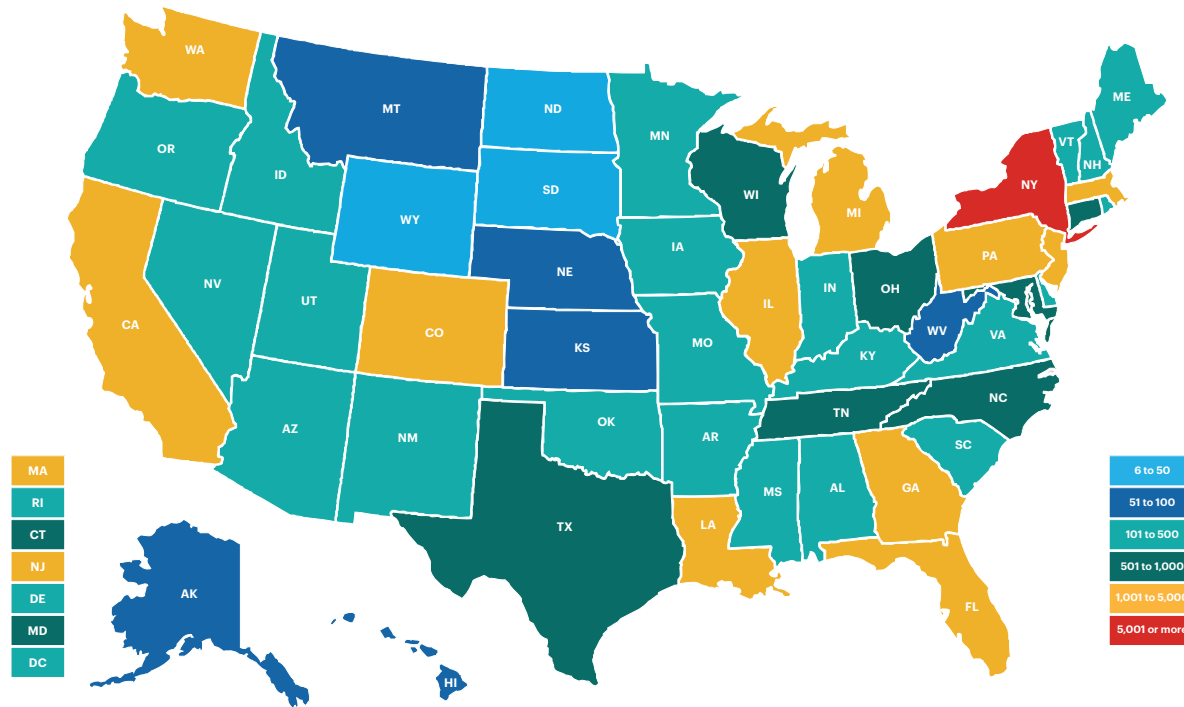 WA
MT
ND
MN
ME
OR
ID
SD
WI
VT
NH
NY
WY
MI
NV
UT
NE
IA
PA
CA
CO
IL
IN
OH
WV
VA
KS
MO
KY
AZ
NM
OK
AR
TN
NC
SC
MS
AL
GA
TX
LA
FL
AK
HI
MA
RI
CT
NJ
DE
MD
DC
6 to 50
51 to 100
101 to 500
501 to 1,000
1,001 to 5,000
5,001 or more